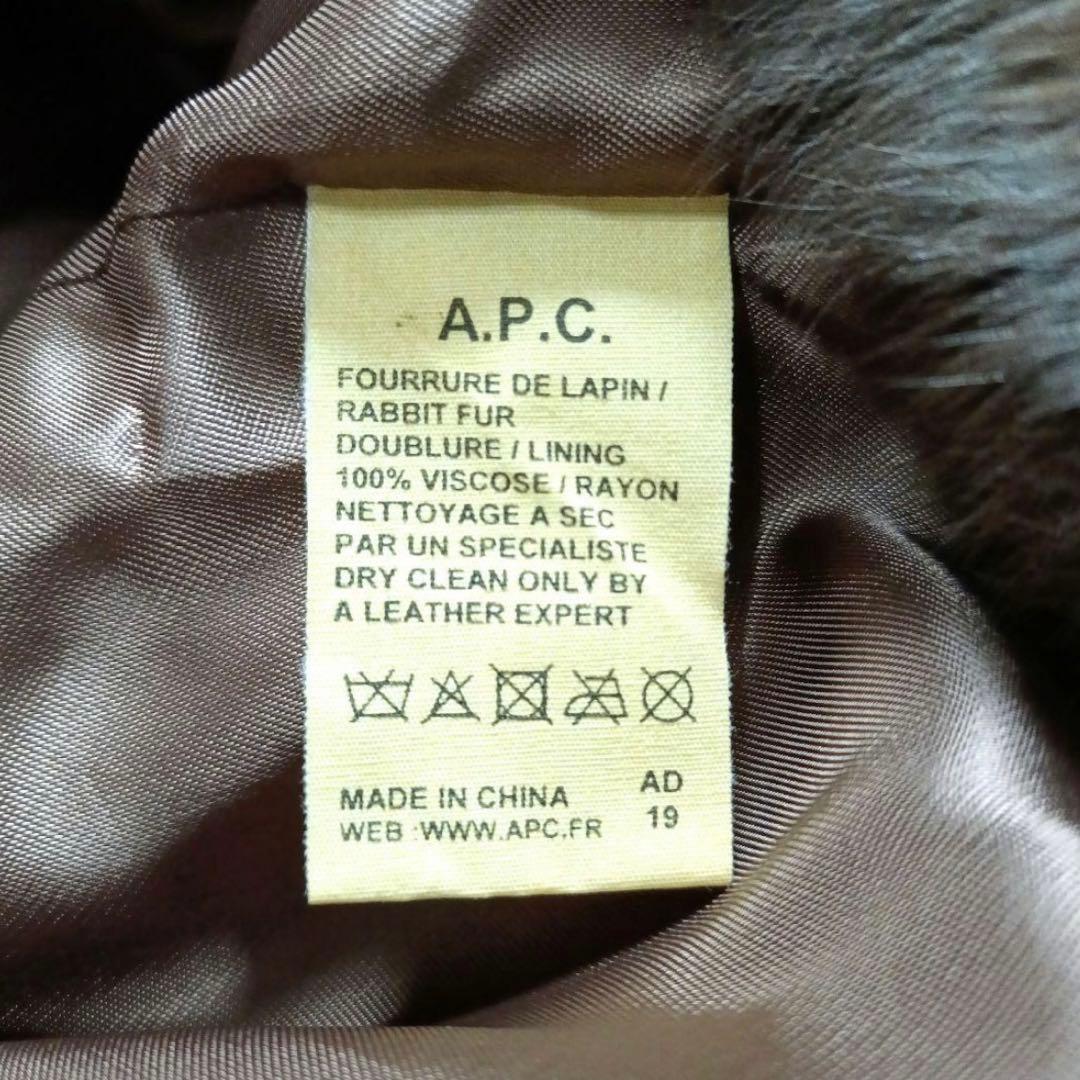 A.P.C.
FOURRURE DE LAPIN /
RABBIT FUR
DOUBLURE / LINING
100% VISCOSE / RAYON
NETTOYAGE A SEC
PAR UN SPECIALISTE
DRY CLEAN ONLY BY
A LEATHER EXPERT
MADE IN CHINA
WEB :WWW.APC.FR
AD
19